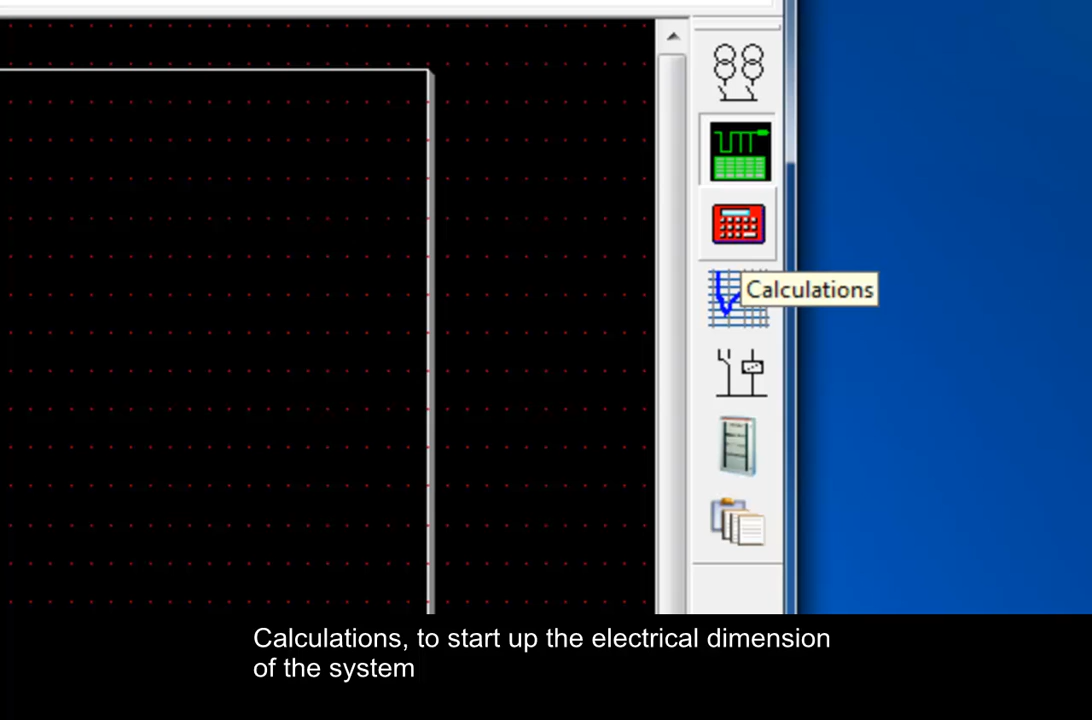 Calculations
Calculations, to start up the electrical dimension
of the system